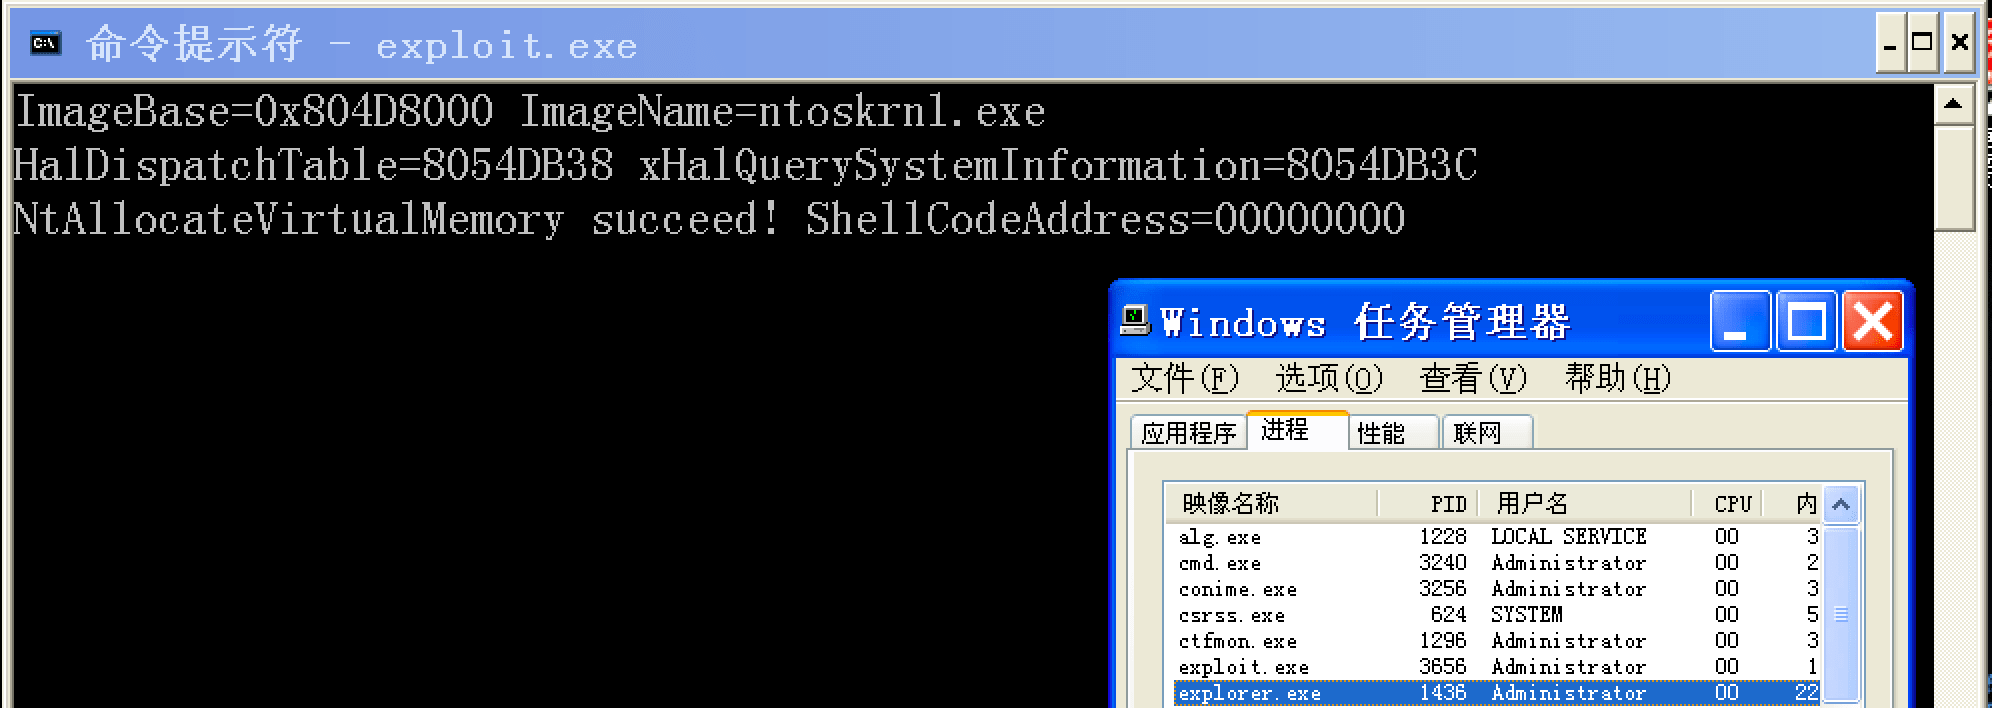 命令提示符 - exploit.exe
ImageBase=0x804D8000 ImageName=ntoskrnl.exe
HalDispatchTable=8054DB38 xHalQuerySystemInformation=8054DB3C
NtAllocateVirtualMemory succeed! ShellCodeAddress=00000000
Windows 任务管理器
文件(F) 选项(O) 查看(V) 帮助(H)
应用程序 进程 性能 联网
映像名称 PID 用户名 CPU 内
alg.exe 1228 LOCAL SERVICE 00 3
cmd.exe 3240 Administrator 00 2
conime.exe 3256 Administrator 00 3
csrss.exe 624 SYSTEM 00 5
ctfmon.exe 1296 Administrator 00 3
exploit.exe 3656 Administrator 00 1
explorer.exe 1436 Administrator 00 22